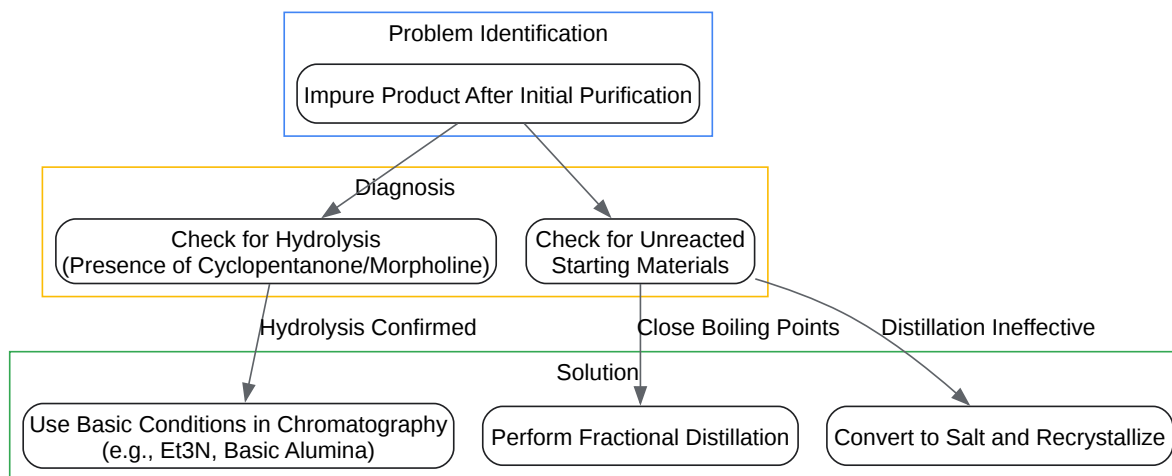 Problem Identification
Impure Product After Initial Purification
Diagnosis
Check for Hydrolysis
(Presence of Cyclopentanone/Morpholine)
Check for Unreacted
Starting Materials
Hydrolysis Confirmed
Close Boiling Points
Distillation Ineffective
Solution
Use Basic Conditions in Chromatography
(e.g., Et3N, Basic Alumina)
Perform Fractional Distillation
Convert to Salt and Recrystallize